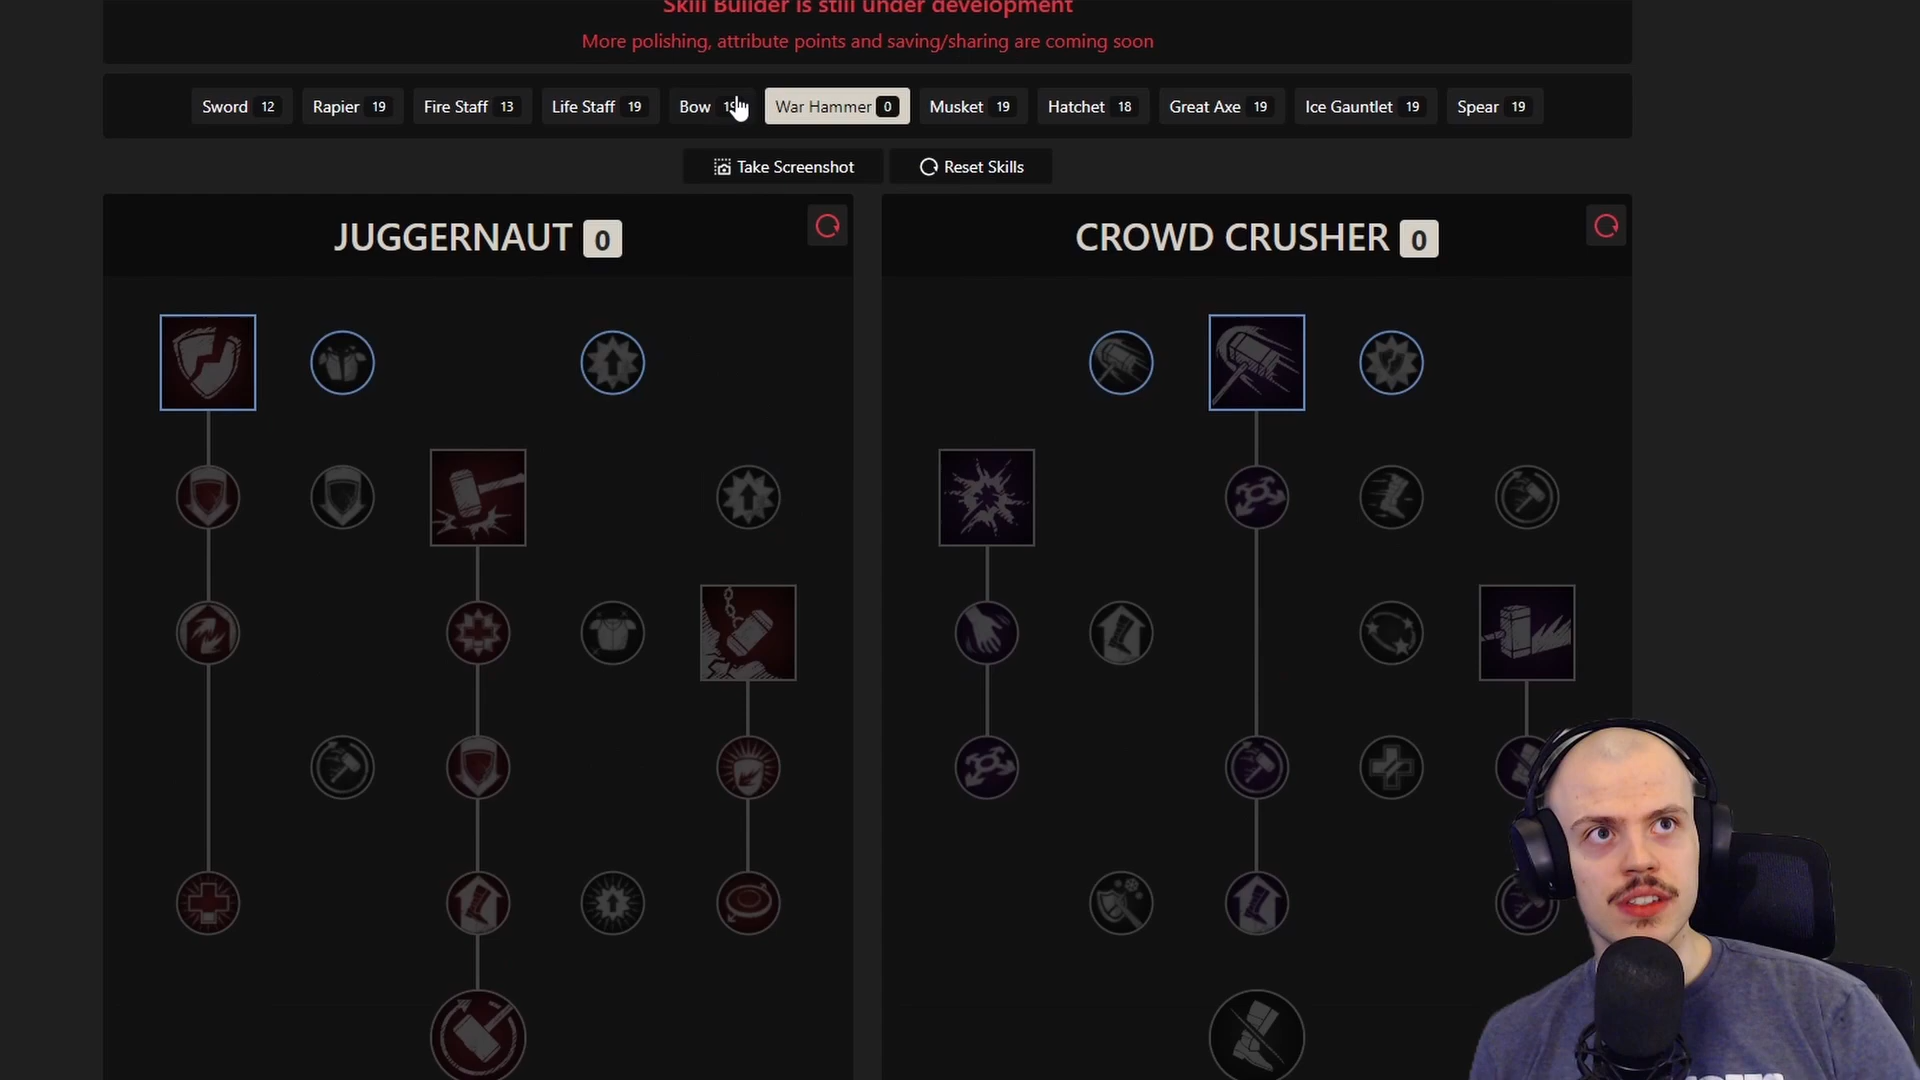 Skill Builder is still under development
More polishing, attribute points and saving/sharing are coming soon
Sword 12 Rapier 19 Fire Staff 13 Life Staff 19 Bow War Hammer 0 Musket 19 Hatchet 18 Great Axe 19 Ice Gauntlet 19 Spear 19
Take Screenshot Reset Skills
JUGGERNAUT 0 CROWD CRUSHER 0